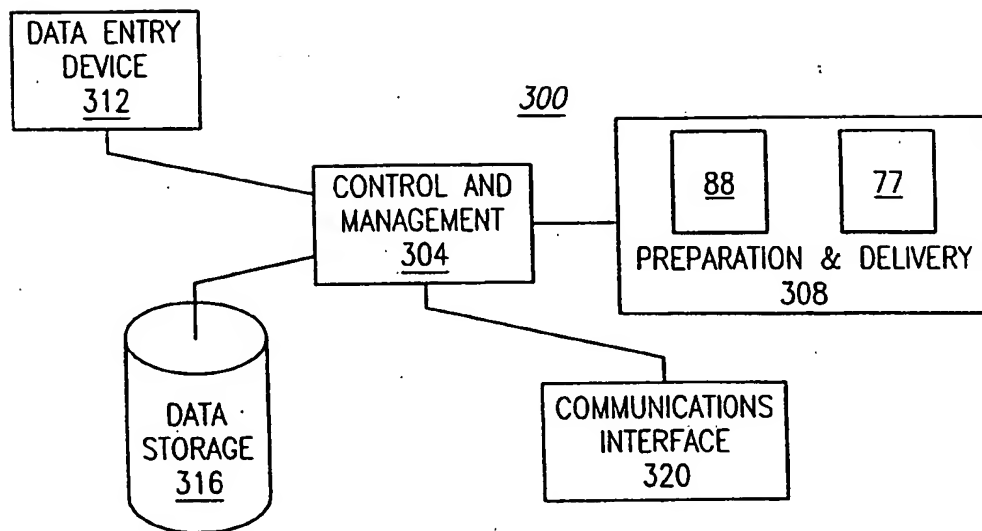 DATA ENTRY
DEVICE
312
300
CONTROL AND
MANAGEMENT
304
88
77
PREPARATION & DELIVERY
308
DATA
STORAGE
316
COMMUNICATIONS
INTERFACE
320